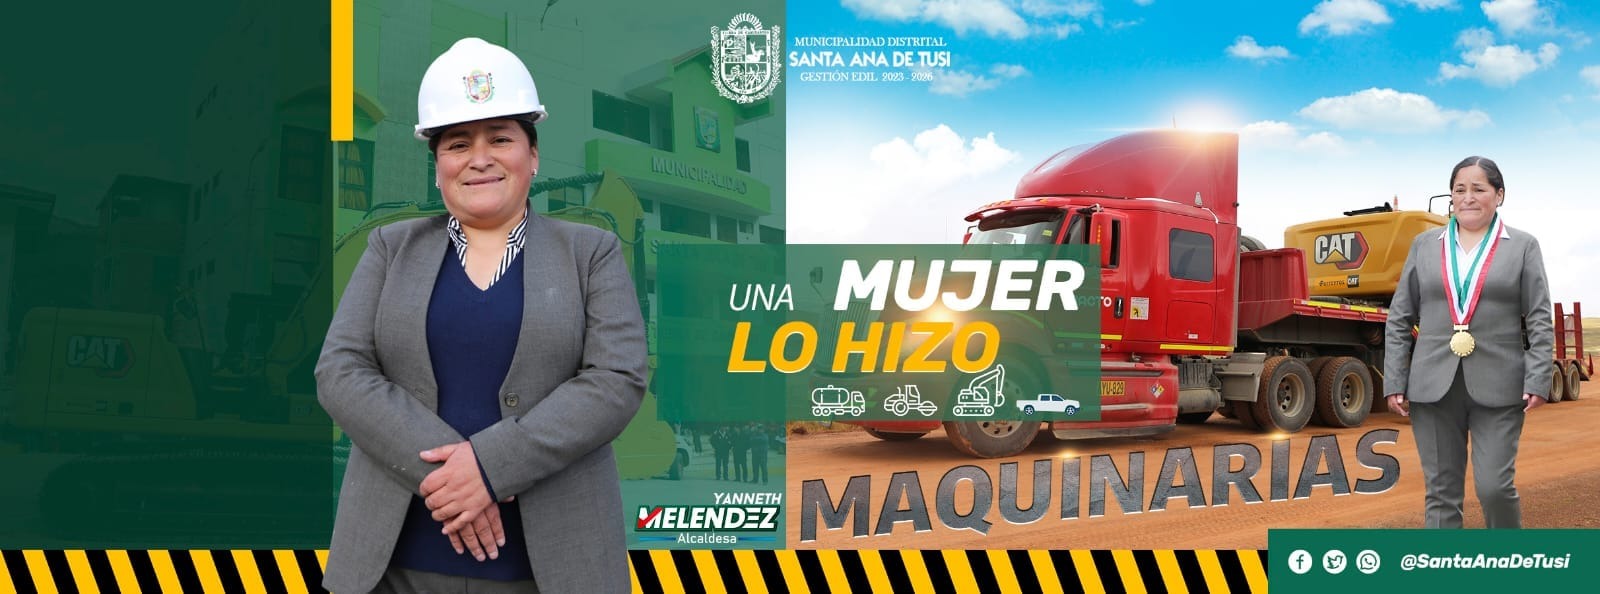 MUNICIPALIDAD DISTRITAL
SANTA ANA DE TUSI
GESTIÓN EDIL 2023 - 2026
MUNICIPALIDAD
CAT
CAT
UNA MUJER
LO HIZO
MAQUINARIAS
YANNETH
MELENDEZ
Alcaldesa
@SantaAnaDeTusi